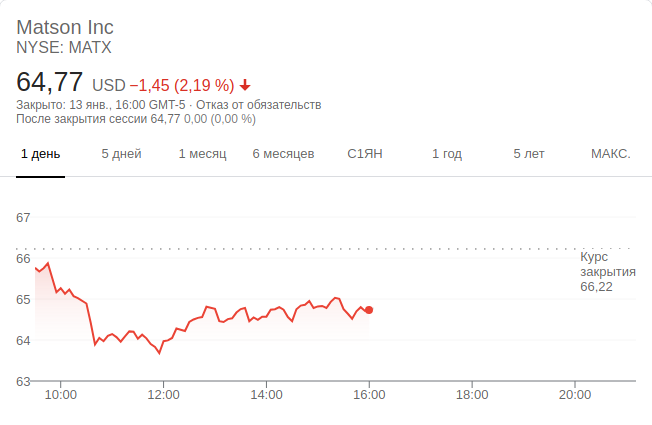 Matson Inc
NYSE: MATX
64,77 USD −1,45 (2,19 %)
Закрыто: 13 янв., 16:00 GMT-5 · Отказ от обязательств
После закрытия сессии 64,77 0,00 (0,00 %)
1 день 5 дней 1 месяц 6 месяцев С1ЯН 1 год 5 лет МАКС.
67
66
65
64
63
Курс
закрытия
66,22
10:00 12:00 14:00 16:00 18:00 20:00